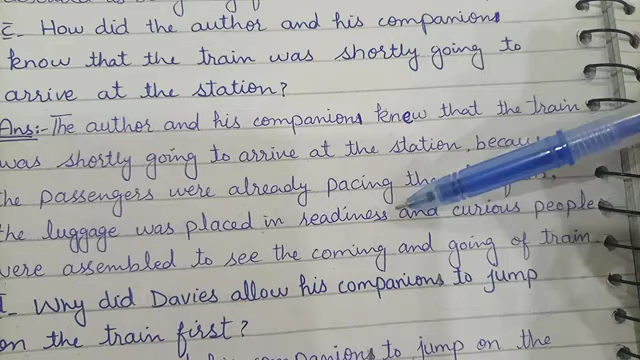 c. How did the author and his companions
know that the train was shortly going to
arrive at the station?
Ans:- The author and his companions knew that the train
was shortly going to arrive at the station, because
the passengers were already pacing the
the luggage was placed in readiness and curious people
were assembled to see the coming and going of train
Why did Davies allow his companions to jump
on the train first?
companions to jump on the